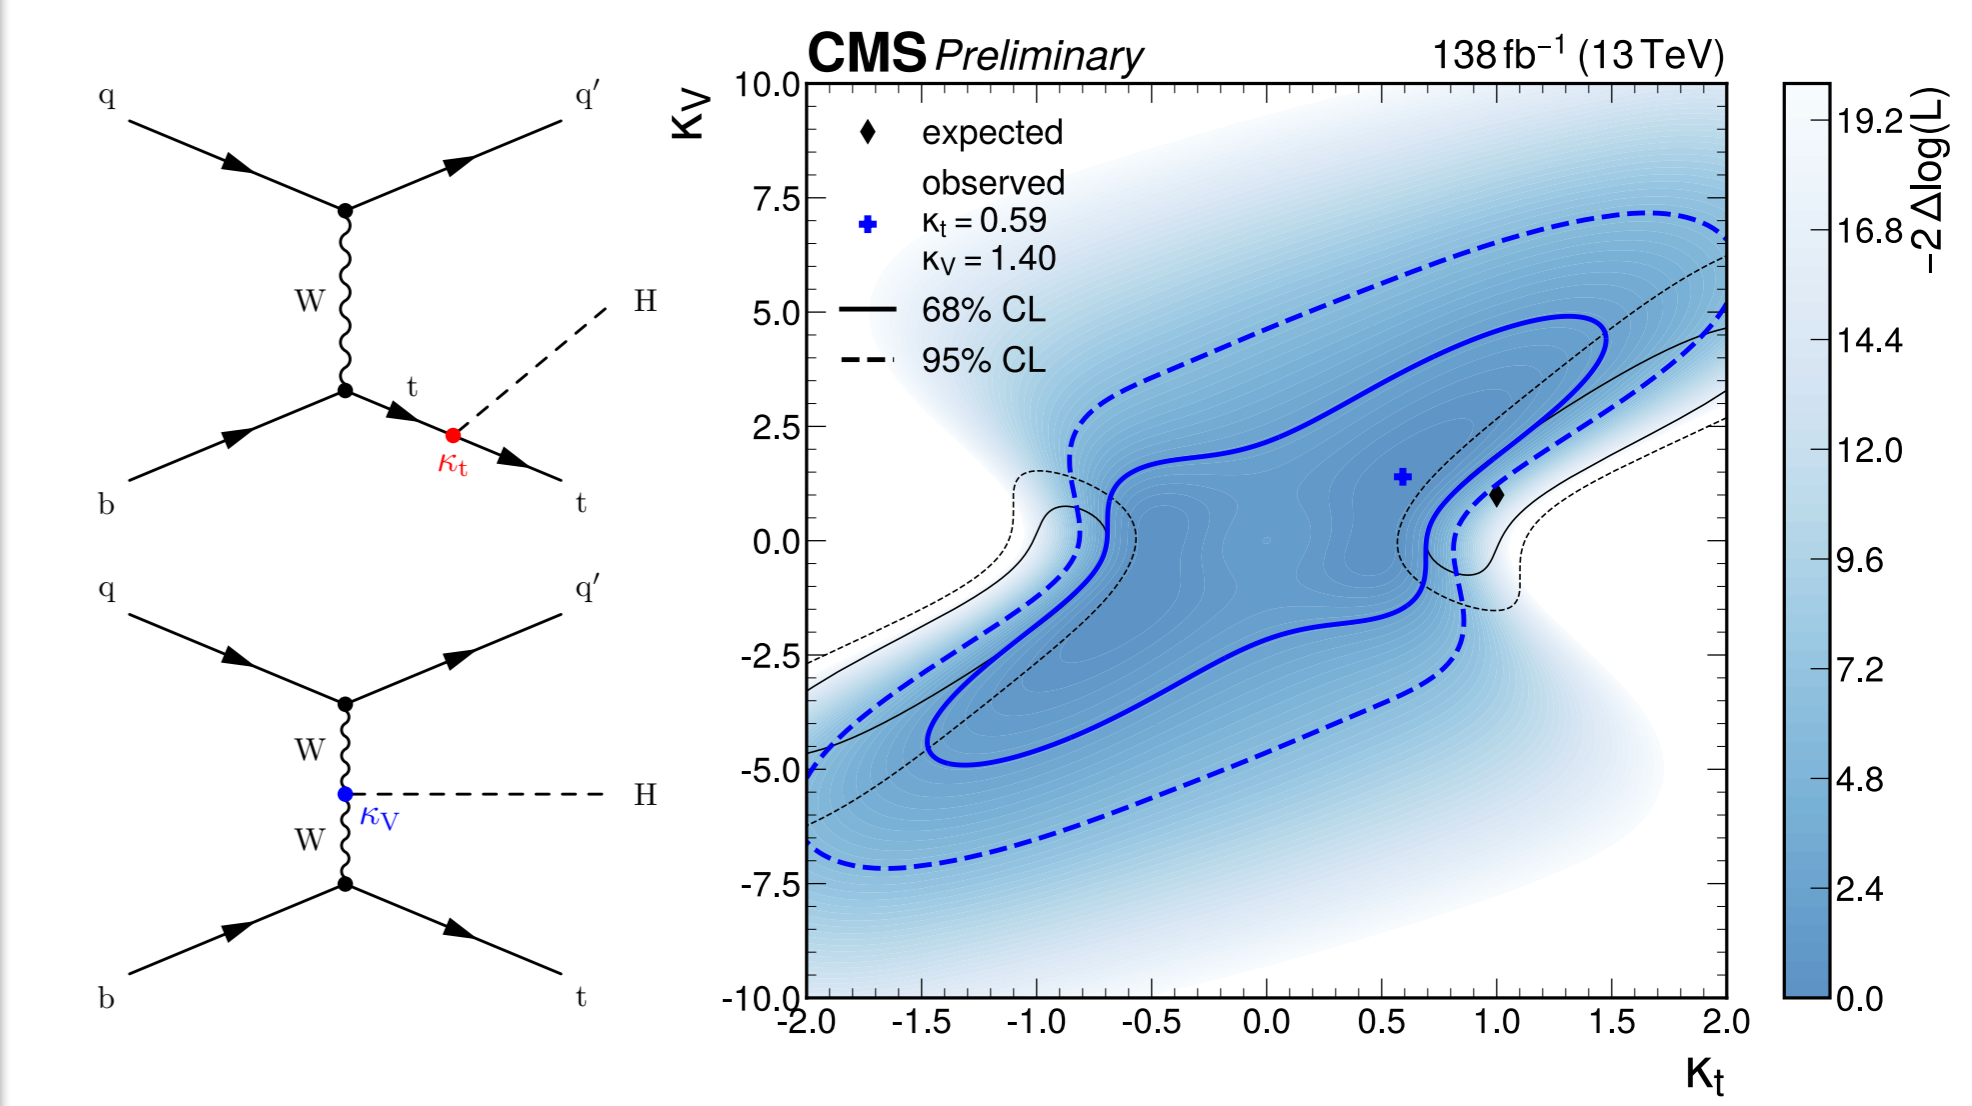 q
q′
W
H
t
κt
b
t
q
q′
W
κV
H
W
b
t
CMS Preliminary
138 fb⁻¹ (13 TeV)
κV
10.0
7.5
5.0
2.5
0.0
-2.5
-5.0
-7.5
-10.0
expected
observed
κt = 0.59
κV = 1.40
68% CL
95% CL
-2.0 -1.5 -1.0 -0.5 0.0 0.5 1.0 1.5 2.0
κt
19.2
16.8
14.4
12.0
9.6
7.2
4.8
2.4
0.0
−2 Δlog(L)